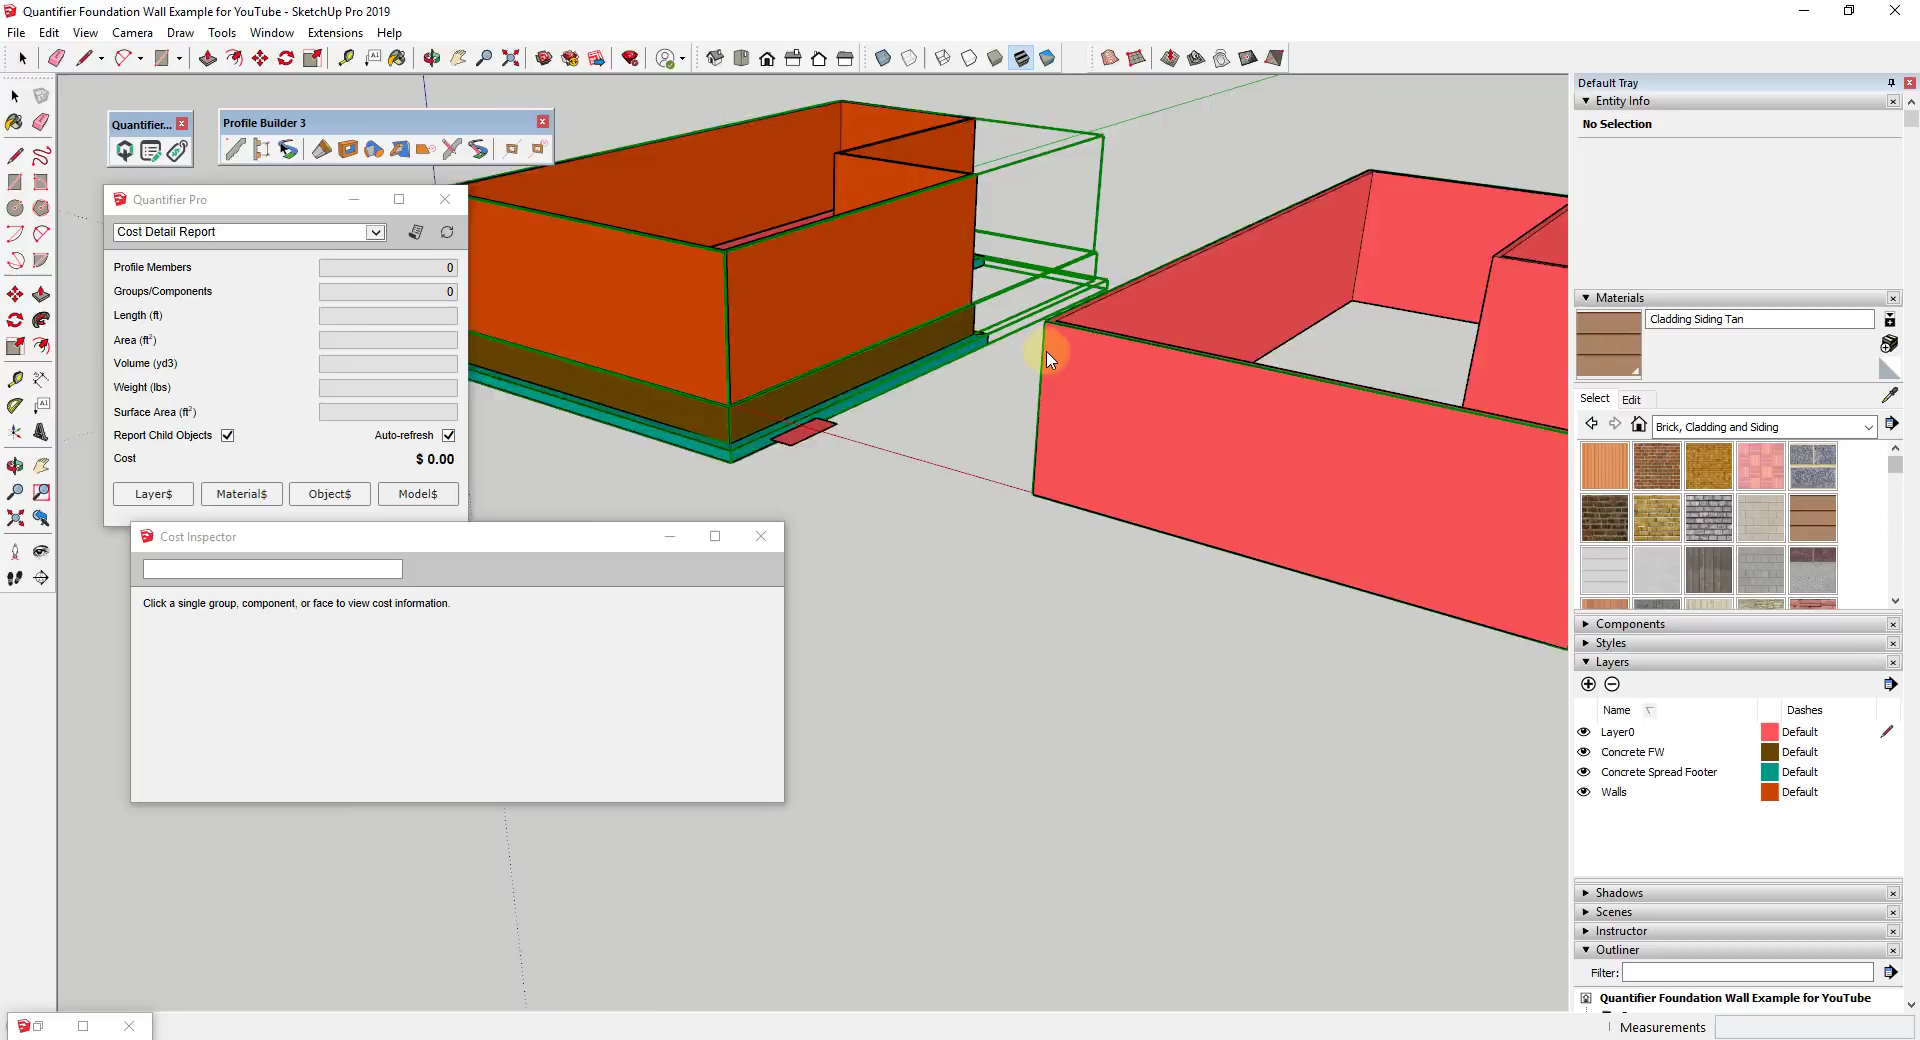 Quantifier Foundation Wall Example for YouTube - SketchUp Pro 2019
File Edit View Camera Draw Tools Window Extensions Help
Quantifier...
Profile Builder 3
Quantifier Pro
Cost Detail Report
Profile Members 0
Groups/Components 0
Length (ft)
Area (ft²)
Volume (yd3)
Weight (lbs)
Surface Area (ft²)
Report Child Objects Auto-refresh
Cost $ 0.00
Layer$ Material$ Object$ Model$
Cost Inspector
Click a single group, component, or face to view cost information.
Default Tray
Entity Info
No Selection
Materials
Cladding Siding Tan
Select Edit
Brick, Cladding and Siding
Components
Styles
Layers
Name Dashes
Layer0 Default
Concrete FW Default
Concrete Spread Footer Default
Walls Default
Shadows
Scenes
Instructor
Outliner
Filter:
Quantifier Foundation Wall Example for YouTube
Measurements